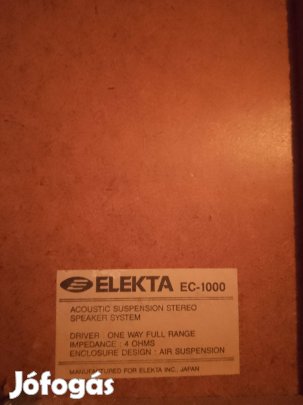 ELEKTA EC-1000
ACOUSTIC SUSPENSION STEREO
SPEAKER SYSTEM
DRIVER : ONE WAY FULL RANGE
IMPEDANCE : 4 OHMS
ENCLOSURE DESIGN : AIR SUSPENSION
MANUFACTURED FOR ELEKTA INC., JAPAN
Jófogás